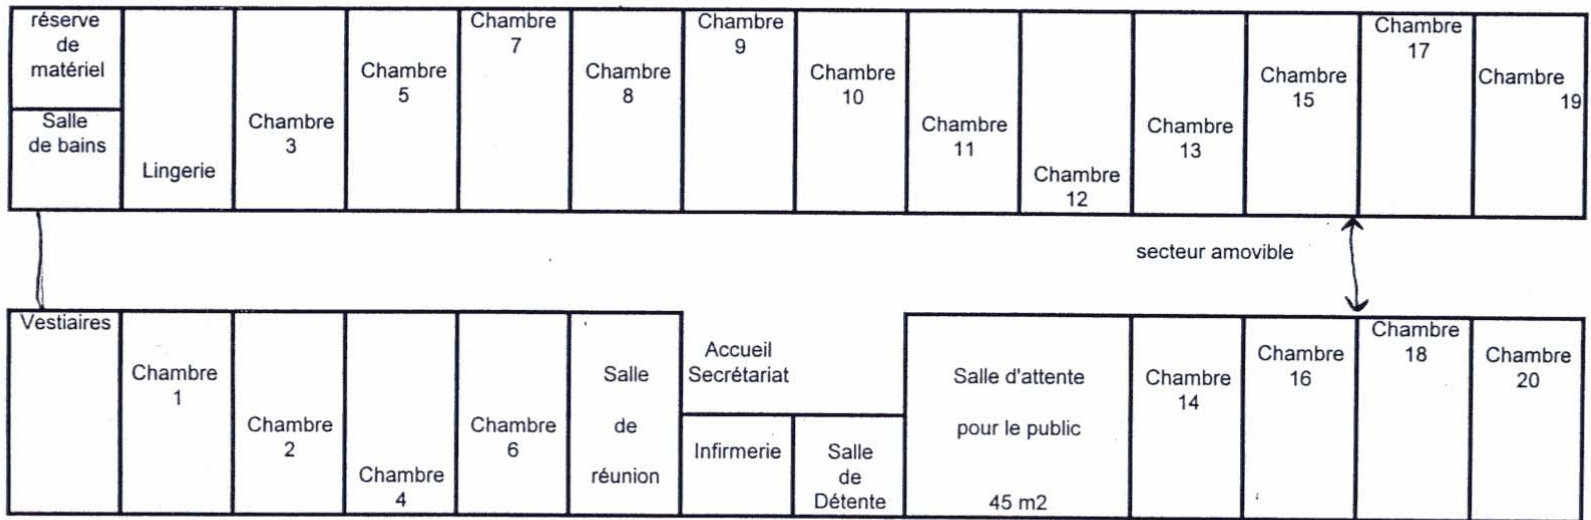 réserve
de
matériel
Salle
de bains
Lingerie
Chambre
3
Chambre
5
Chambre
7
Chambre
8
Chambre
9
Chambre
10
Chambre
11
Chambre
12
Chambre
13
Chambre
15
Chambre
17
Chambre
19
secteur amovible
Vestiaires
Chambre
1
Chambre
2
Chambre
4
Chambre
6
Salle
de
réunion
Accueil
Secrétariat
Infirmerie
Salle
de
Détente
Salle d'attente
pour le public
45 m2
Chambre
14
Chambre
16
Chambre
18
Chambre
20